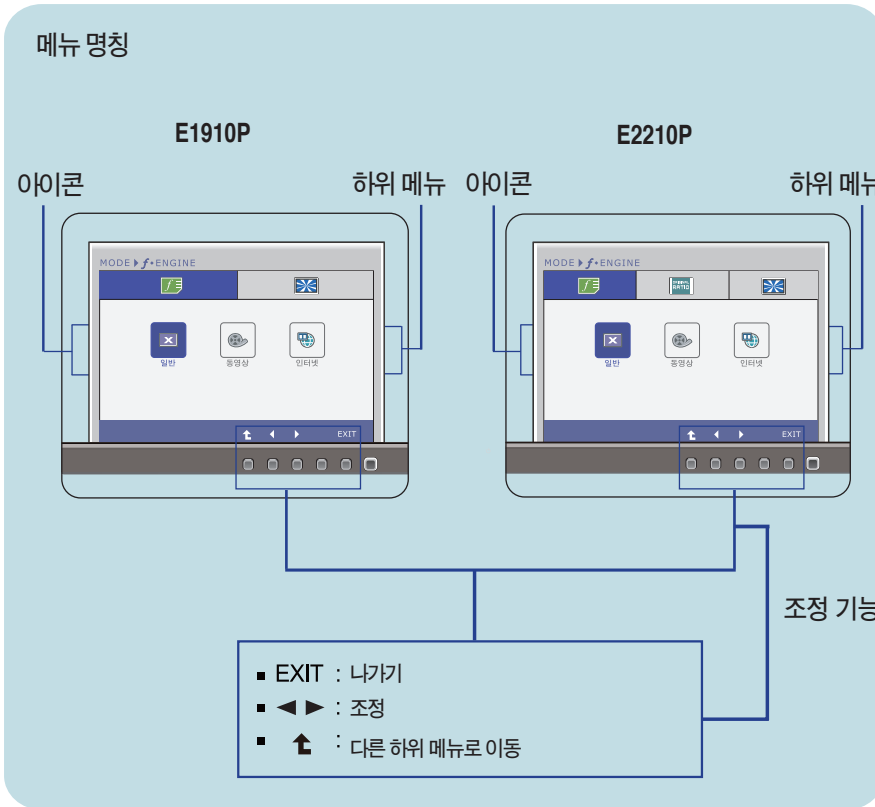 메뉴 명칭
E1910P
E2210P
아이콘
하위 메뉴
아이콘
하위 메뉴
MODE f•ENGINE
일반
동영상
인터넷
EXIT
MODE f•ENGINE
RATIO
일반
동영상
인터넷
EXIT
조정 기능
EXIT : 나가기
◀ ▶ : 조정
: 다른 하위 메뉴로 이동